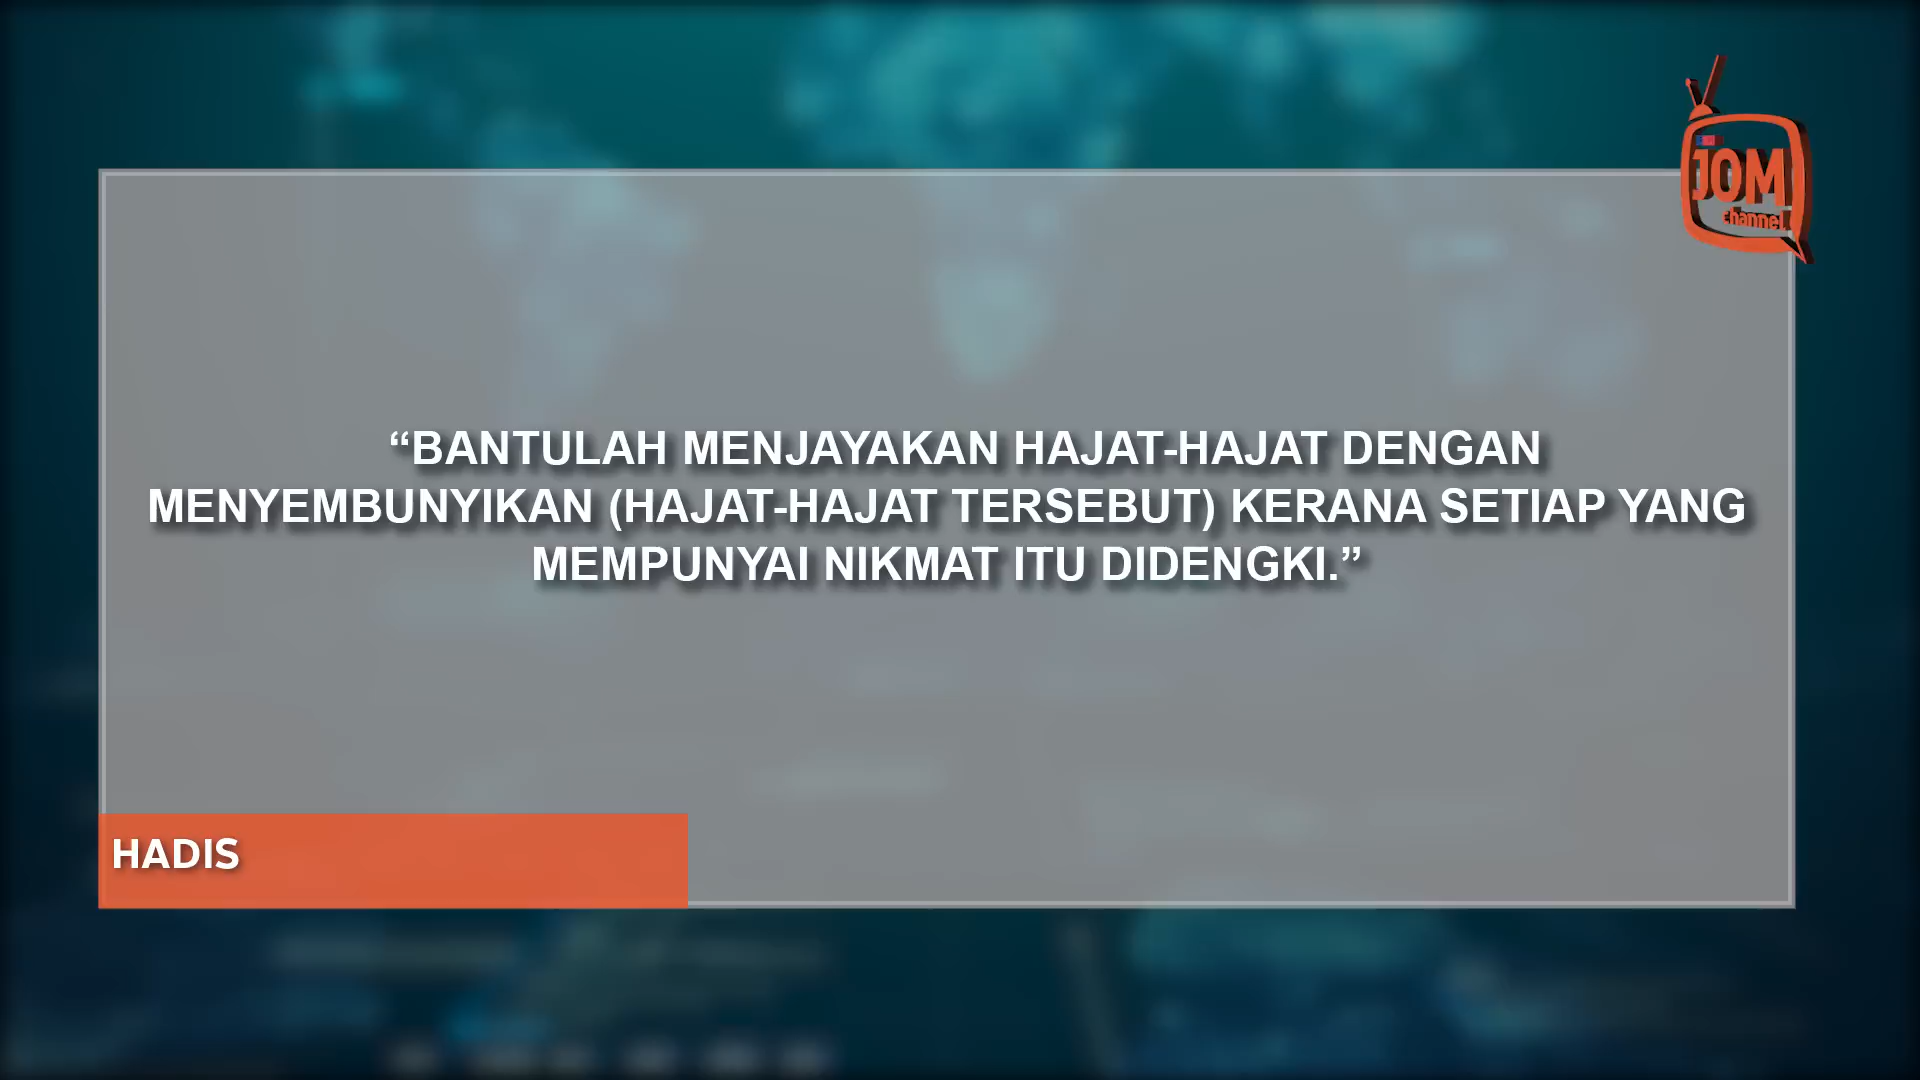 JOM
channel
“BANTULAH MENJAYAKAN HAJAT-HAJAT DENGAN
MENYEMBUNYIKAN (HAJAT-HAJAT TERSEBUT) KERANA SETIAP YANG
MEMPUNYAI NIKMAT ITU DIDENGKI.”
HADIS